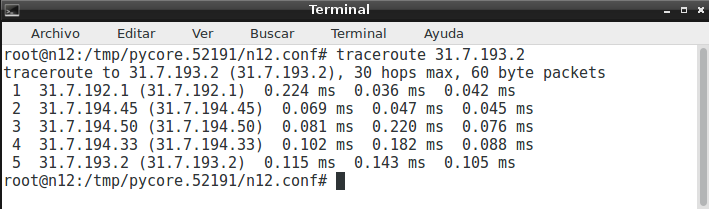 Terminal
Archivo Editar Ver Buscar Terminal Ayuda
root@n12:/tmp/pycore.52191/n12.conf# traceroute 31.7.193.2
traceroute to 31.7.193.2 (31.7.193.2), 30 hops max, 60 byte packets
 1  31.7.192.1 (31.7.192.1)  0.224 ms  0.036 ms  0.042 ms
 2  31.7.194.45 (31.7.194.45)  0.069 ms  0.047 ms  0.045 ms
 3  31.7.194.50 (31.7.194.50)  0.081 ms  0.220 ms  0.076 ms
 4  31.7.194.33 (31.7.194.33)  0.102 ms  0.182 ms  0.088 ms
 5  31.7.193.2 (31.7.193.2)  0.115 ms  0.143 ms  0.105 ms
root@n12:/tmp/pycore.52191/n12.conf#